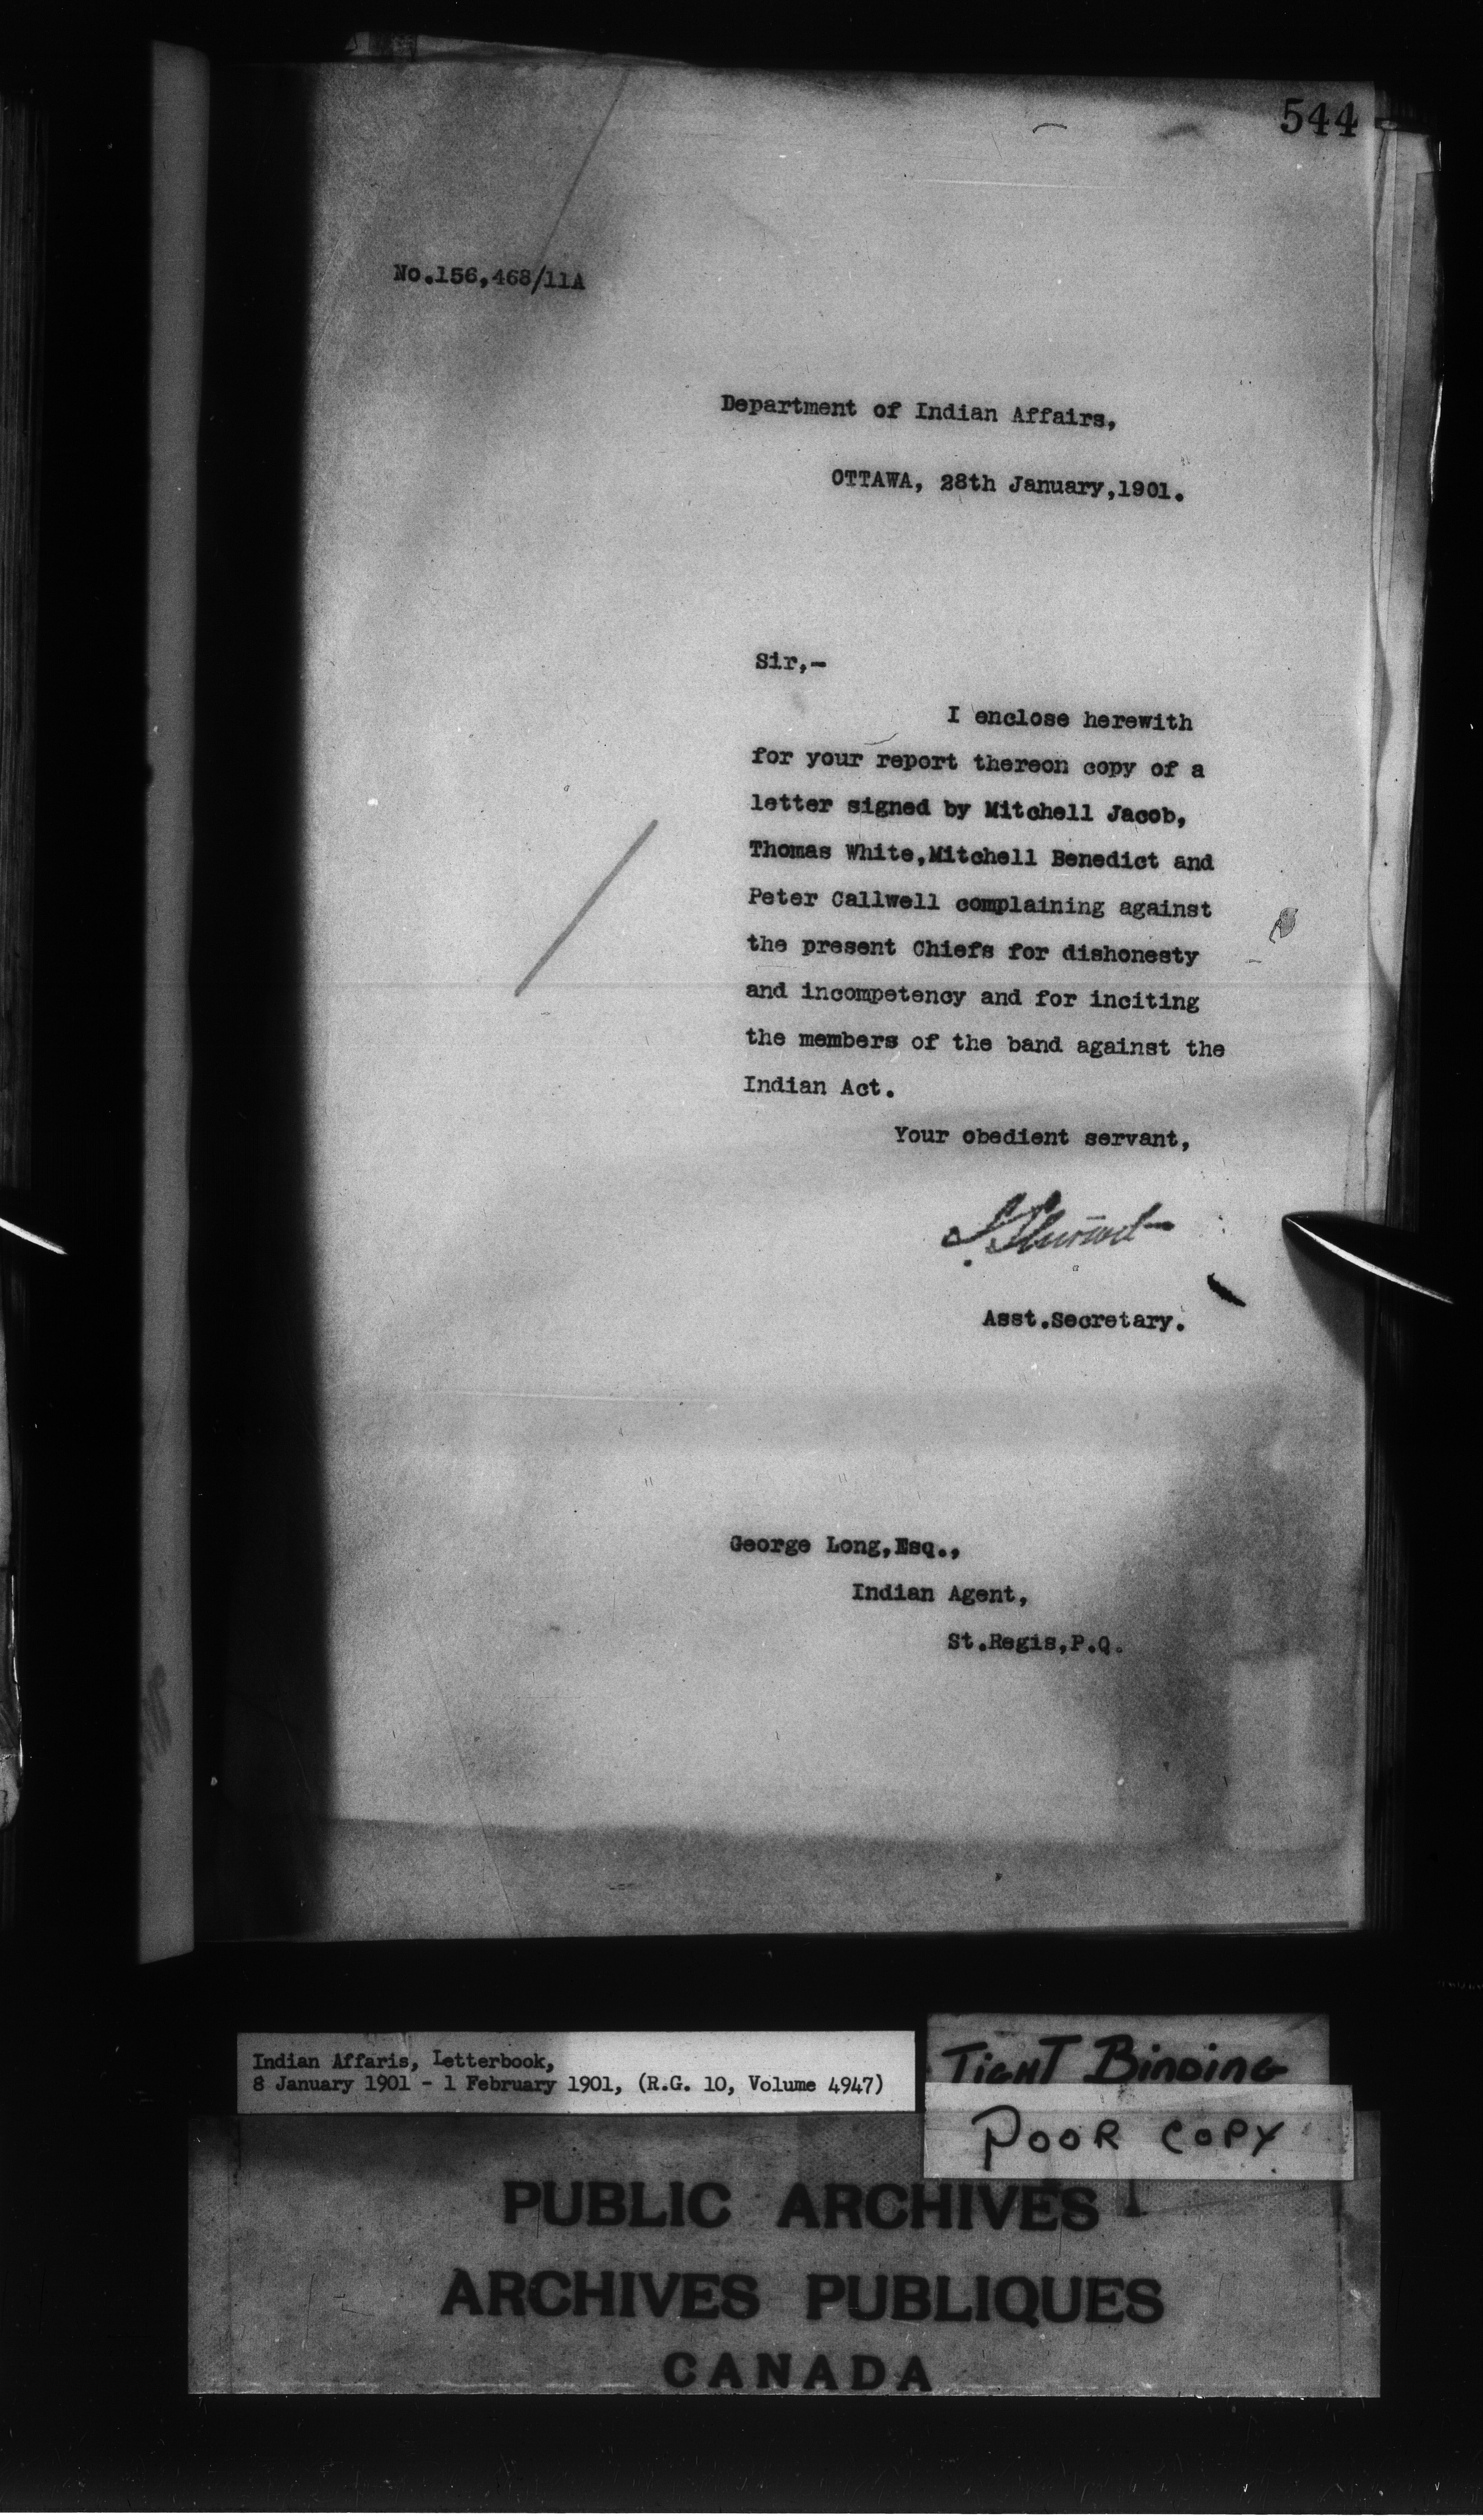 544
No.156,468/11A
Department of Indian Affairs,
OTTAWA, 28th January,1901.
Sir,-
I enclose herewith
for your report thereon copy of a
letter signed by Mitchell Jacob,
Thomas White,Mitchell Benedict and
Peter Callwell complaining against
the present Chiefs for dishonesty
and incompetency and for inciting
the members of the band against the
Indian Act.
Your obedient servant,
S. Stewart
Asst.Secretary.
George Long,Esq.,
Indian Agent,
St.Regis,P.Q.
Indian Affaris, Letterbook,
8 January 1901 - 1 February 1901, (R.G. 10, Volume 4947)
TIGHT BINDING
POOR COPY
PUBLIC ARCHIVES
ARCHIVES PUBLIQUES
CANADA